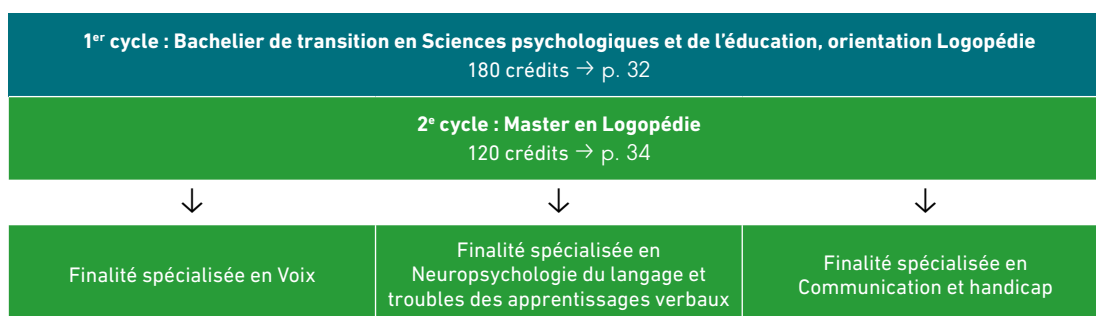 1er cycle : Bachelier de transition en Sciences psychologiques et de l'éducation, orientation Logopédie
180 crédits → p. 32
2e cycle : Master en Logopédie
120 crédits → p. 34
↓ ↓ ↓
Finalité spécialisée en Voix
Finalité spécialisée en
Neuropsychologie du langage et
troubles des apprentissages verbaux
Finalité spécialisée en
Communication et handicap